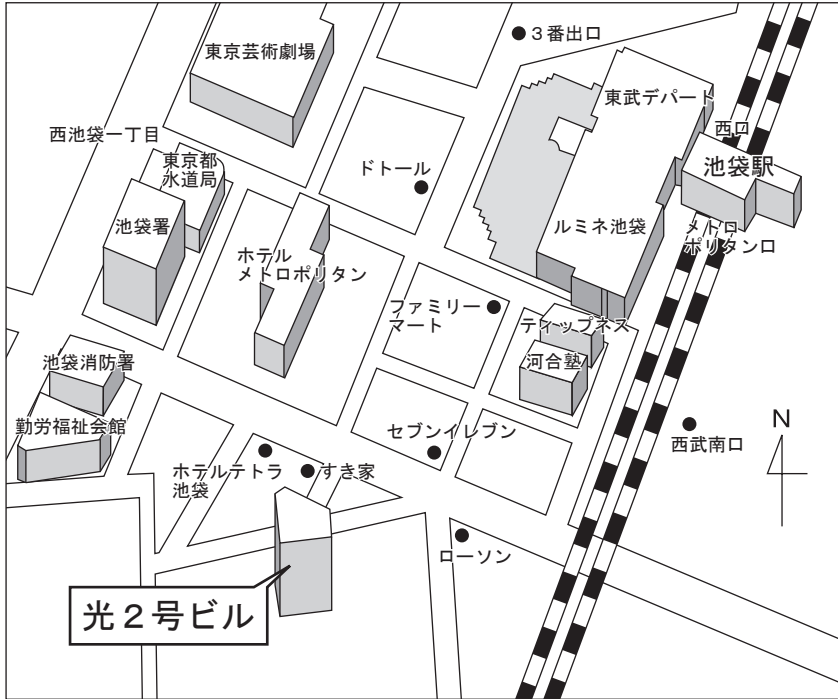 3番出口
東京芸術劇場
東武デパート
西口
西池袋一丁目
池袋駅
東京都
水道局
ドトール
池袋署
ルミネ池袋
メトロ
ポリタン口
ホテル
メトロポリタン
ファミリー
マート
ティップネス
河合塾
池袋消防署
勤労福祉会館
セブンイレブン
N
西武南口
ホテルテトラ
池袋
すき家
ローソン
光2号ビル